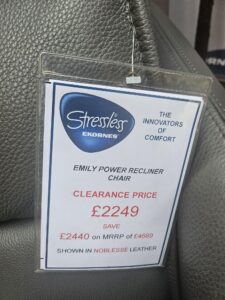 Stressless
EKORNES
THE
INNOVATORS
OF
COMFORT
EMILY POWER RECLINER
CHAIR
CLEARANCE PRICE
£2249
SAVE
£2440 on MRRP of £4689
SHOWN IN NOBLESSE LEATHER